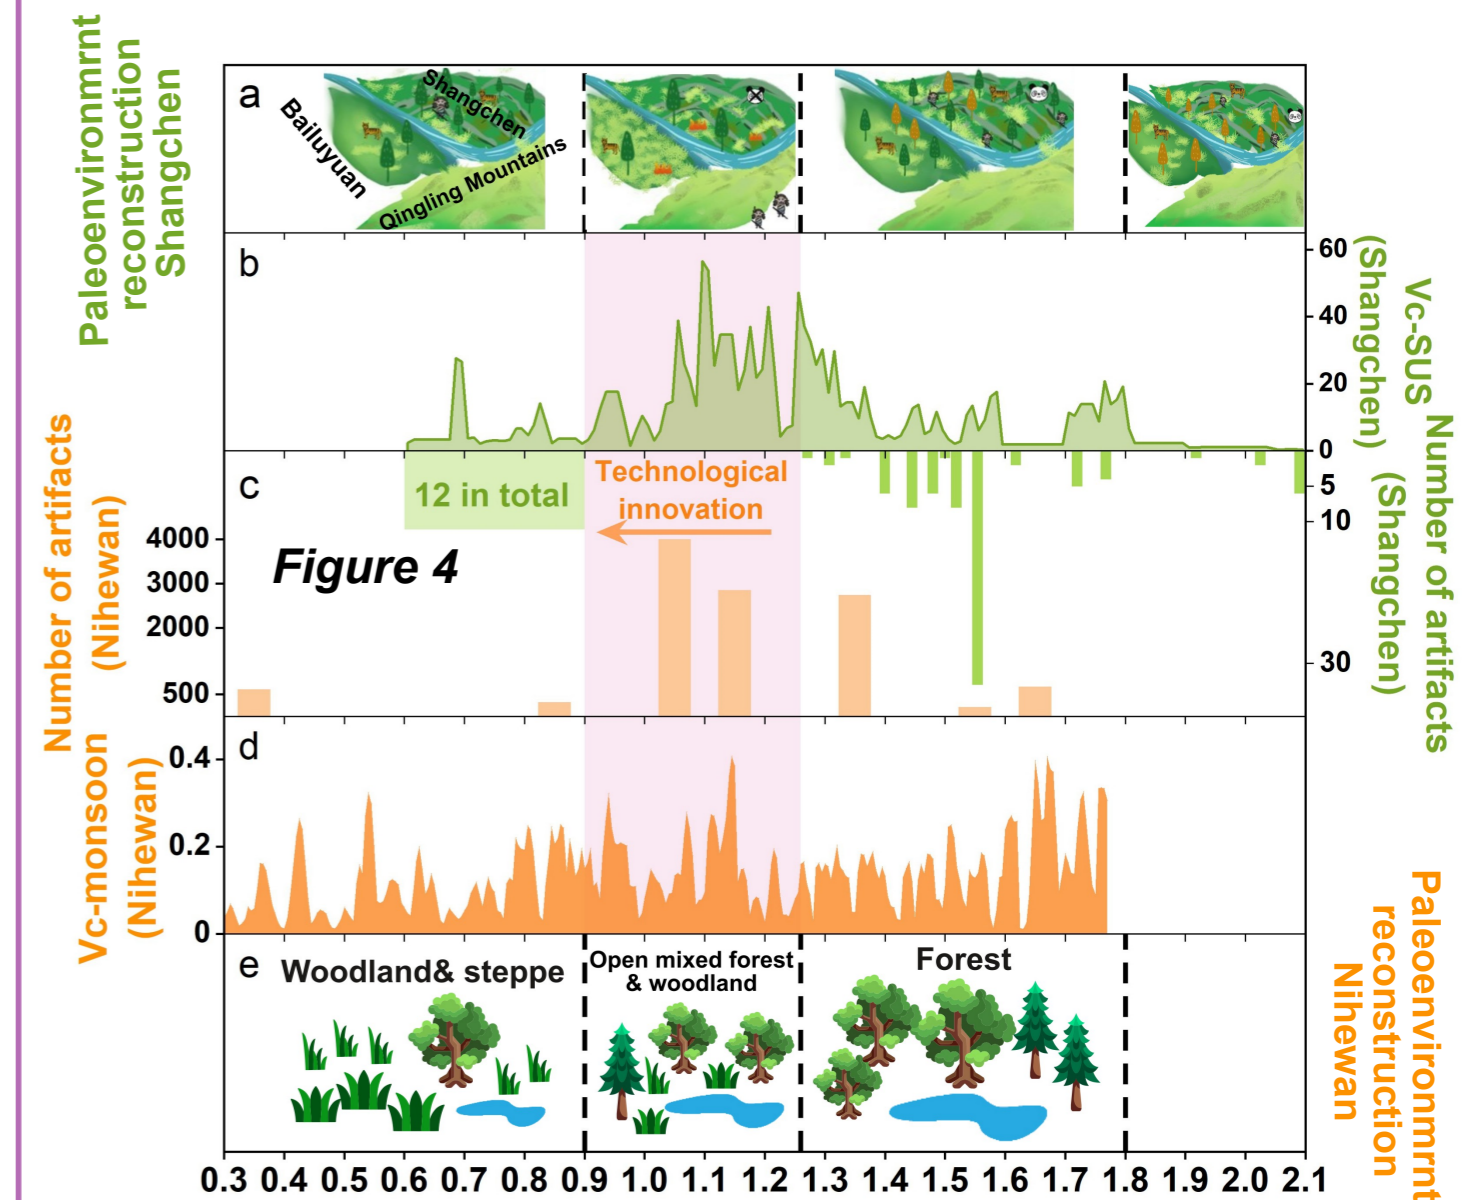 Paleoenvironmrnt
reconstruction
Shangchen
a
Bailuyuan
Shangchen
Qingling Mountains
b
60
40
20
0
Vc-SUS
(Shangchen)
c
12 in total
Technological
innovation
Figure 4
Number of artifacts
(Nihewan)
4000
3000
2000
500
5
10
30
Number of artifacts
(Shangchen)
d
Vc-monsoon
(Nihewan)
0.4
0.2
0
e
Woodland& steppe
Open mixed forest
& woodland
Forest
Paleoenvironmrnt
reconstruction
Nihewan
0.3 0.4 0.5 0.6 0.7 0.8 0.9 1.0 1.1 1.2 1.3 1.4 1.5 1.6 1.7 1.8 1.9 2.0 2.1